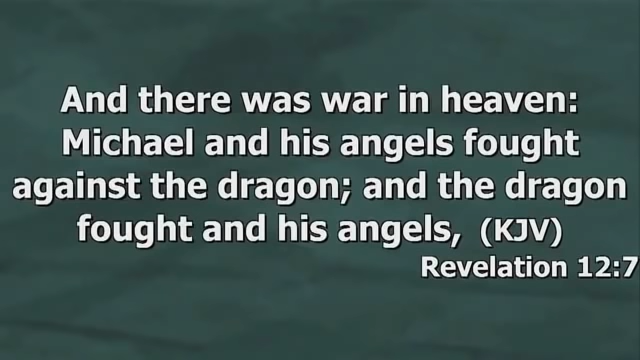 And there was war in heaven:
Michael and his angels fought
against the dragon; and the dragon
fought and his angels, (KJV)
Revelation 12:7